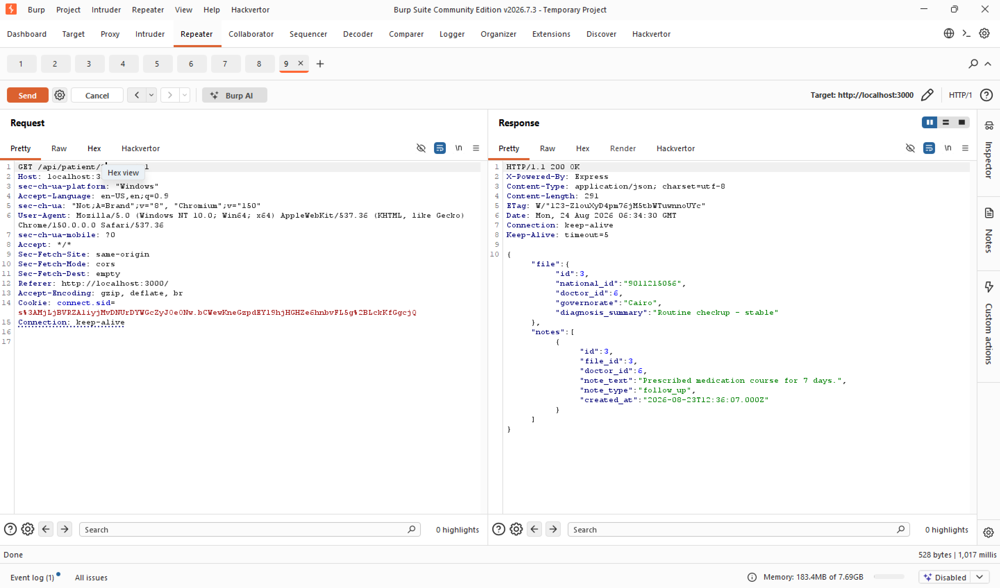 Burp Project Intruder Repeater View Help Hackvertor Burp Suite Community Edition v2026.7.3 - Temporary Project
Dashboard Target Proxy Intruder Repeater Collaborator Sequencer Decoder Comparer Logger Organizer Extensions Discover Hackvertor
1 2 3 4 5 6 7 8 9 × +
Send Cancel < > Burp AI Target: http://localhost:3000 HTTP/1
Request
Pretty Raw Hex Hackvertor \n
1 GET /api/patient/ 1
Hex view
2 Host: localhost:3
3 sec-ch-ua-platform: "Windows"
4 Accept-Language: en-US,en;q=0.9
5 sec-ch-ua: "Not;A=Brand";v="8", "Chromium";v="150"
6 User-Agent: Mozilla/5.0 (Windows NT 10.0; Win64; x64) AppleWebKit/537.36 (KHTML, like Gecko)
Chrome/150.0.0.0 Safari/537.36
7 sec-ch-ua-mobile: ?0
8 Accept: */*
9 Sec-Fetch-Site: same-origin
10 Sec-Fetch-Mode: cors
11 Sec-Fetch-Dest: empty
12 Referer: http://localhost:3000/
13 Accept-Encoding: gzip, deflate, br
14 Cookie: connect.sid=
15 Connection: keep-alive
16
17
Search 0 highlights
Response
Pretty Raw Hex Render Hackvertor \n
1 HTTP/1.1 200 OK
2 X-Powered-By: Express
3 Content-Type: application/json; charset=utf-8
4 Content-Length: 291
5 ETag:
6 Date: Mon, 24 Aug 2026 06:34:30 GMT
7 Connection: keep-alive
8 Keep-Alive: timeout=5
9
10 {
"file":{
"id":3,
"national_id":"9011215056",
"doctor_id":6,
"governorate":"Cairo",
"diagnosis_summary":"Routine checkup - stable"
},
"notes":[
{
"id":3,
"file_id":3,
"doctor_id":6,
"note_text":"Prescribed medication course for 7 days.",
"note_type":"follow_up",
"created_at":"2026-08-23T12:36:07.000Z"
}
]
}
Search 0 highlights
Inspector
Notes
Custom actions
Done 528 bytes | 1,017 millis
Event log (1) All issues Memory: 183.4MB of 7.69GB Disabled